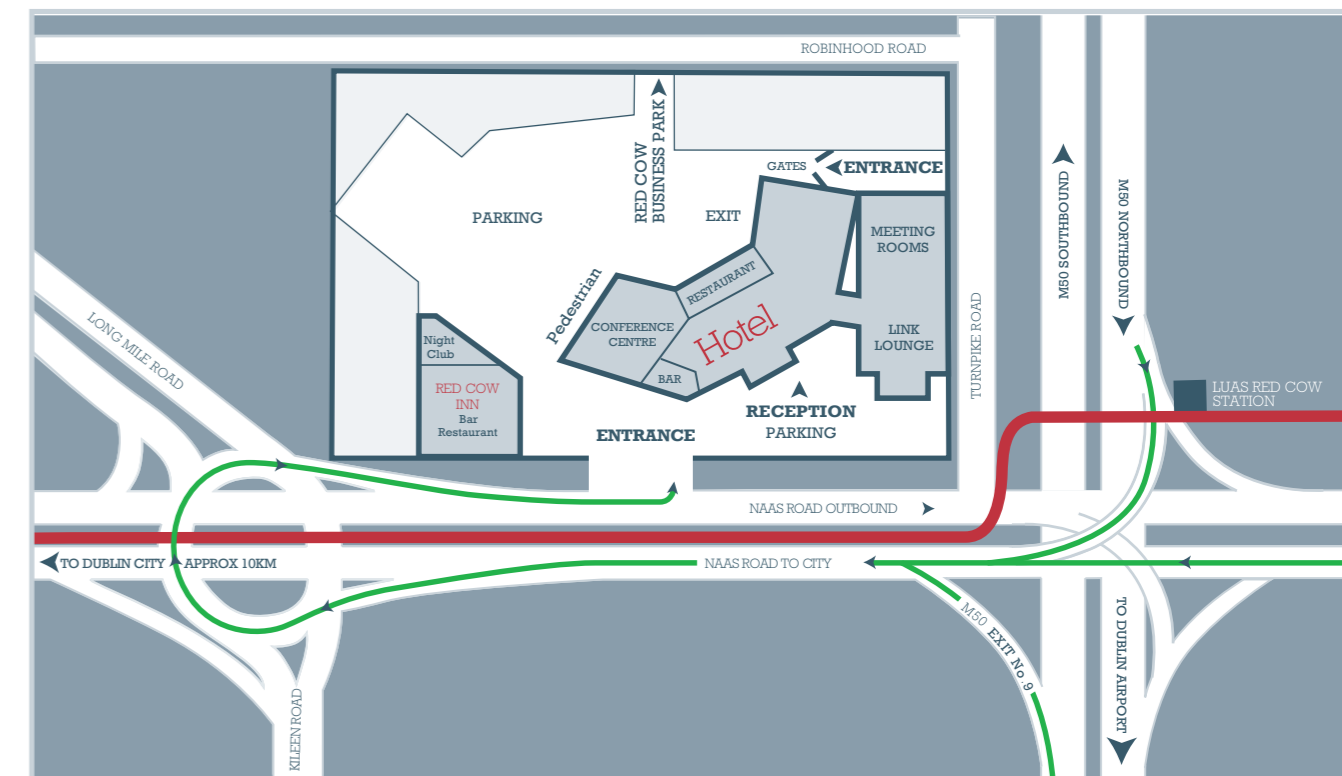 ROBINHOOD ROAD
RED COW
BUSINESS PARK
GATES
ENTRANCE
PARKING
EXIT
MEETING
ROOMS
M50 SOUTHBOUND
M50 NORTHBOUND
Pedestrian
RESTAURANT
CONFERENCE
CENTRE
Hotel
LINK
LOUNGE
TURNPIKE ROAD
LONG MILE ROAD
Night
Club
BAR
RED COW
INN
Bar
Restaurant
LUAS RED COW
STATION
RECEPTION
PARKING
ENTRANCE
NAAS ROAD OUTBOUND
TO DUBLIN CITY
APPROX 10KM
NAAS ROAD TO CITY
M50 EXIT No.9
TO DUBLIN AIRPORT
KILEEN ROAD